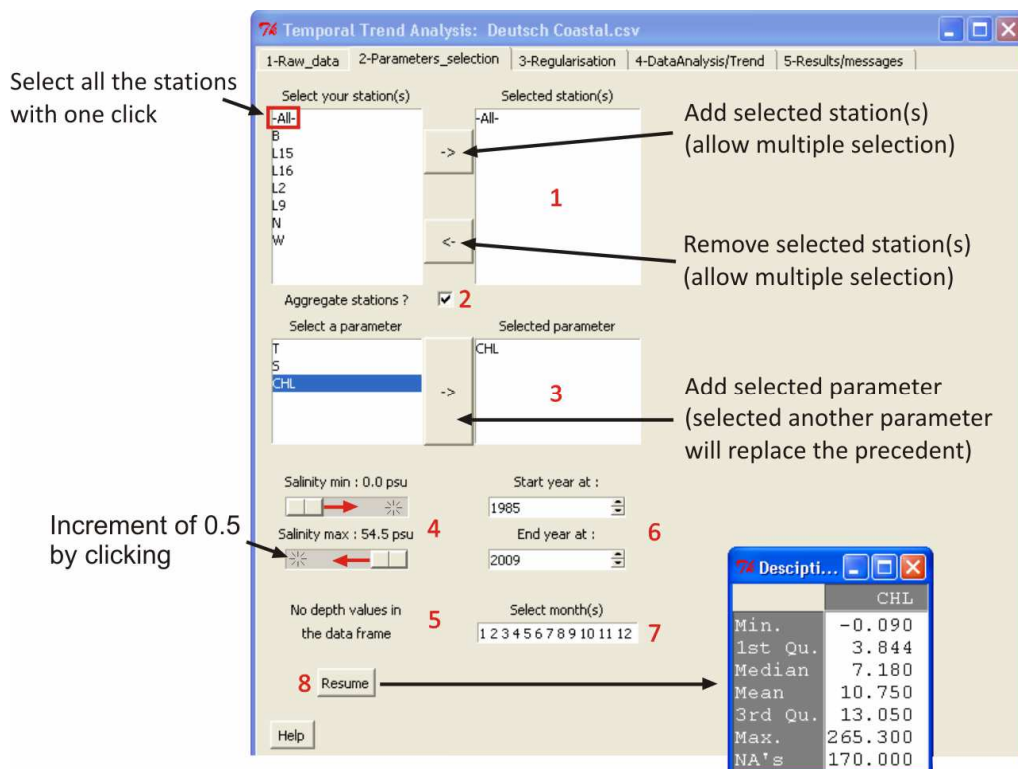 Temporal Trend Analysis: Deutsch Coastal.csv
1-Raw_data 2-Parameters_selection 3-Regularisation 4-DataAnalysis/Trend 5-Results/messages
Select all the stations
with one click
Select your station(s)
-All-
B
L15
L16
L2
L9
N
W
->
<-
Selected station(s)
-All-
1
Add selected station(s)
(allow multiple selection)
Remove selected station(s)
(allow multiple selection)
Aggregate stations ? 2
Select a parameter
T
S
CHL
->
Selected parameter
CHL
3
Add selected parameter
(selected another parameter
will replace the precedent)
Salinity min : 0.0 psu
Salinity max : 54.5 psu
4
Increment of 0.5
by clicking
Start year at :
1985
End year at :
2009
6
No depth values in
the data frame
5
Select month(s)
1 2 3 4 5 6 7 8 9 10 11 12
7
8 Resume
Help
Descipti...
CHL
Min. -0.090
1st Qu. 3.844
Median 7.180
Mean 10.750
3rd Qu. 13.050
Max. 265.300
NA's 170.000